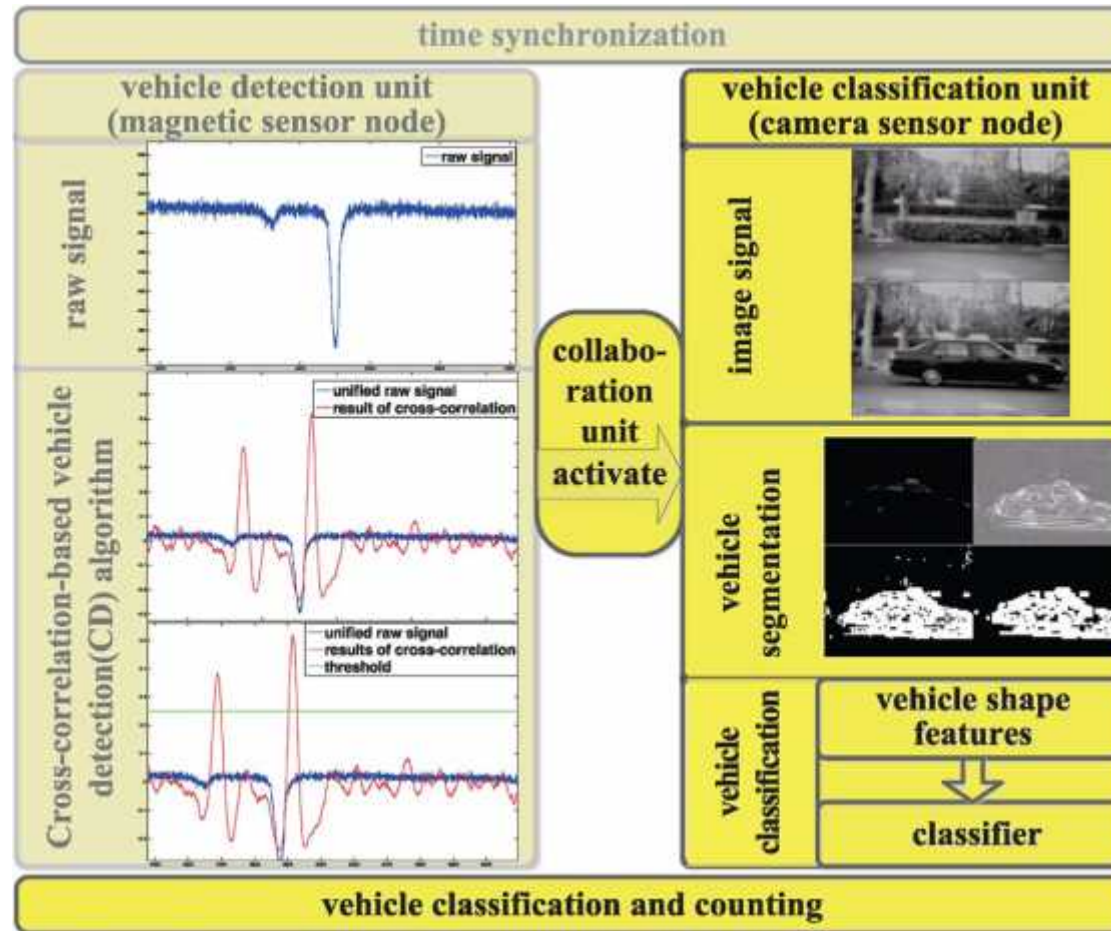 time synchronization
vehicle detection unit
(magnetic sensor node)
raw signal
raw signal
Cross-correlation-based vehicle
detection(CD) algorithm
unified raw signal
result of cross-correlation
unified raw signal
results of cross-correlation
threshold
collabo-
ration
unit
activate
vehicle classification unit
(camera sensor node)
image signal
vehicle
segmentation
vehicle
classification
vehicle shape
features
classifier
vehicle classification and counting